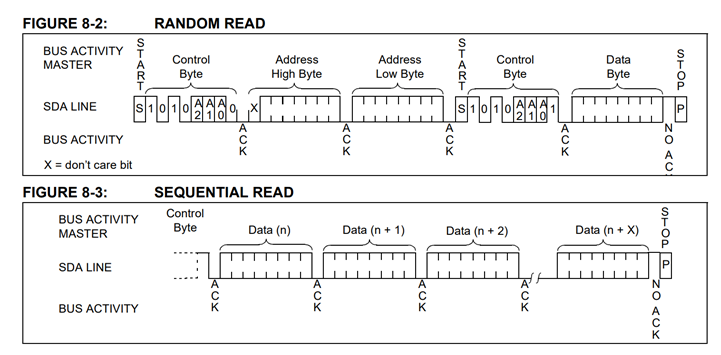 FIGURE 8-2: RANDOM READ
BUS ACTIVITY
MASTER
START
Control
Byte
Address
High Byte
Address
Low Byte
START
Control
Byte
Data
Byte
STOP
SDA LINE
S 1 0 1 0 A2 A1 A0 0 X S 1 0 1 0 A2 A1 A0 1 P
BUS ACTIVITY
ACK ACK ACK ACK NO ACK
X = don't care bit
FIGURE 8-3: SEQUENTIAL READ
BUS ACTIVITY
MASTER
Control
Byte
Data (n) Data (n + 1) Data (n + 2) Data (n + X)
STOP
SDA LINE P
BUS ACTIVITY
ACK ACK ACK ACK NO ACK